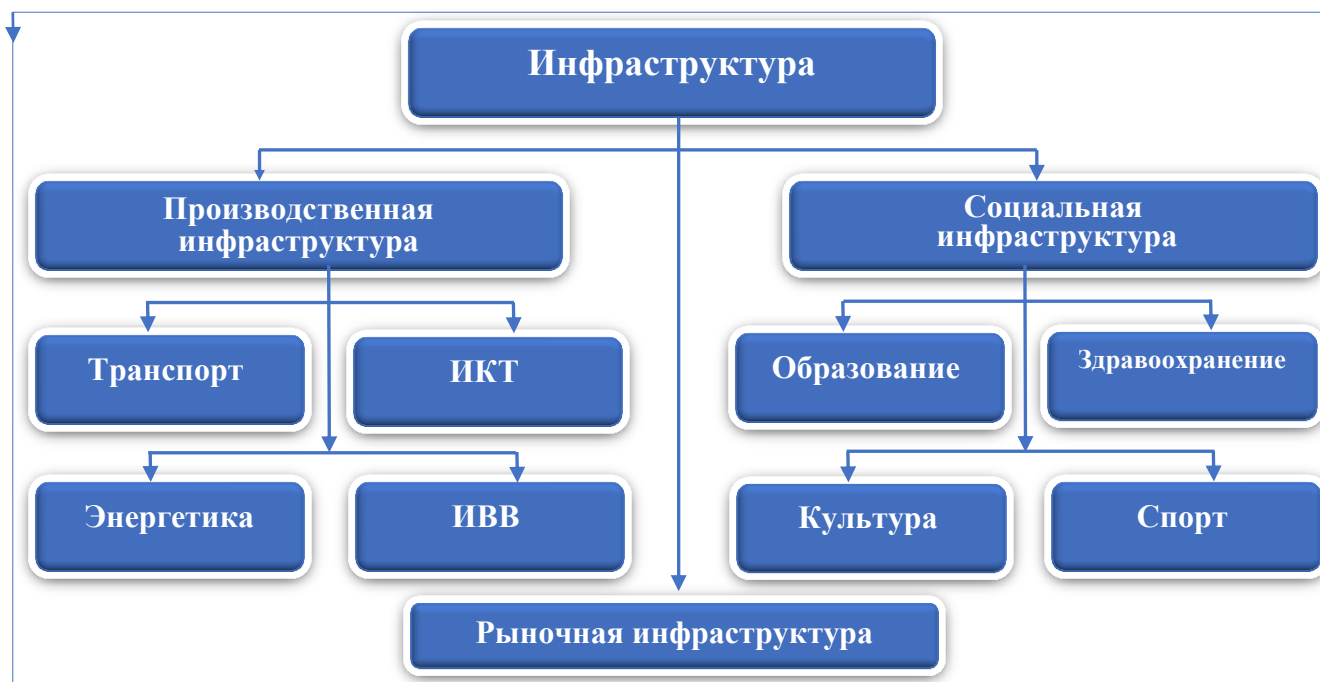 Инфраструктура
Производственная
инфраструктура
Социальная
инфраструктура
Транспорт
ИКТ
Образование
Здравоохранение
Энергетика
ИВВ
Культура
Спорт
Рыночная инфраструктура